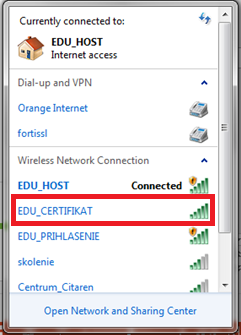 Currently connected to:
EDU_HOST
Internet access
Dial-up and VPN
Orange Internet
fortissl
Wireless Network Connection
EDU_HOST Connected
EDU_CERTIFIKAT
EDU_PRIHLASENIE
skolenie
Centrum_Citaren
Open Network and Sharing Center